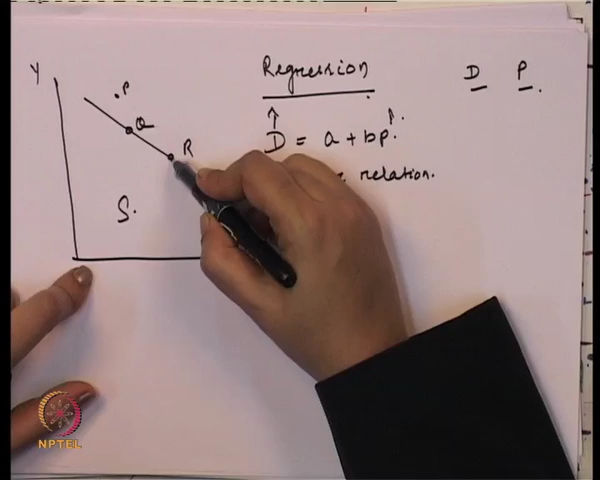 Y
P
Q
R
S.
Regression
D = a + bp.
relation.
D P.
NPTEL